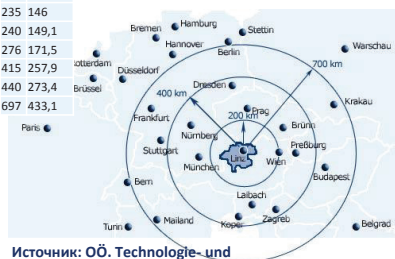 235 146
240 149,1
276 171,5
415 257,9
440 273,4
697 433,1
Bremen
Hamburg
Stettin
Hannover
Berlin
700 km
Warschau
otterdam
Düsseldorf
Brüssel
Dresden
400 km
Krakau
Prag
200 km
Frankfurt
Paris
Nürnberg
Brünn
Stuttgart
Linz
Preßburg
München
Wien
Budapest
Bern
Laibach
Mailand
Koper
Zagreb
Turin
Belgrad
Источник: OÖ. Technologie- und